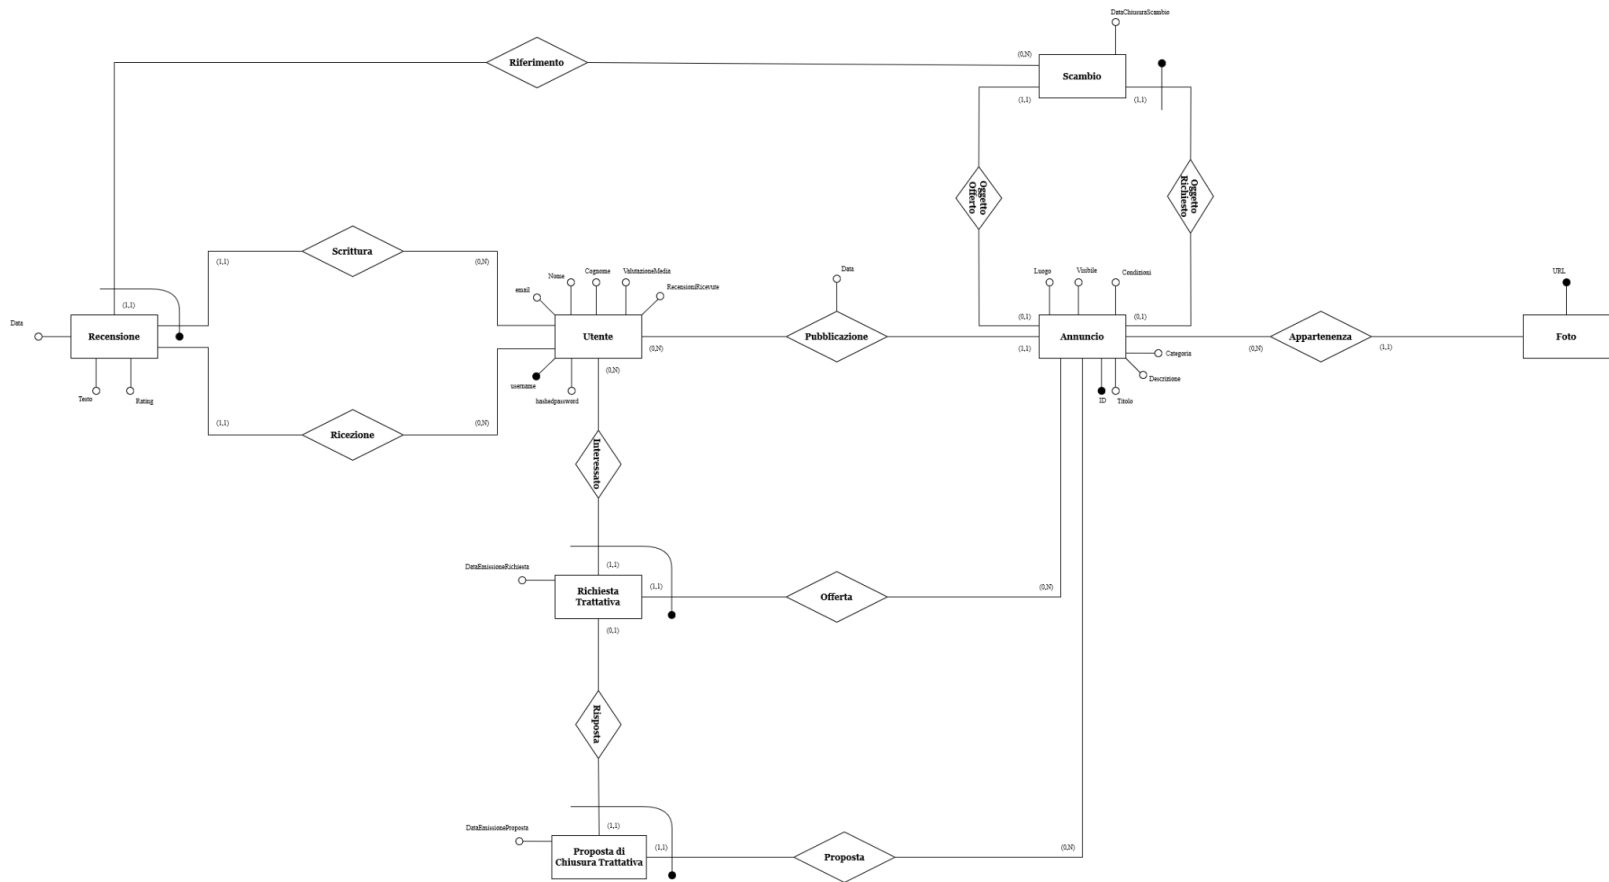 DataChiusuraScambio
(0,N)
Riferimento
Scambio
(1,1)
(1,1)
Oggetto
Offerto
Oggetto
Richiesto
Scrittura
(1,1)
(0,N)
Nome
Cognome
ValutazioneMedia
email
RecensioniRicevute
Data
Luogo
Visibile
Condizioni
URL
(1,1)
Data
(0,1)
(0,1)
Recensione
Utente
Pubblicazione
Annuncio
Appartenenza
Foto
(0,N)
(1,1)
(0,N)
(1,1)
Categoria
(0,N)
Descrizione
username
Testo
Rating
hashedpassword
ID
Titolo
(1,1)
(0,N)
Ricezione
Interessato
DataEmissioneRichiesta
(1,1)
(1,1)
(0,N)
Richiesta
Trattativa
Offerta
(0,1)
Risposta
DataEmissioneProposta
(1,1)
(1,1)
(0,N)
Proposta di
Chiusura Trattativa
Proposta